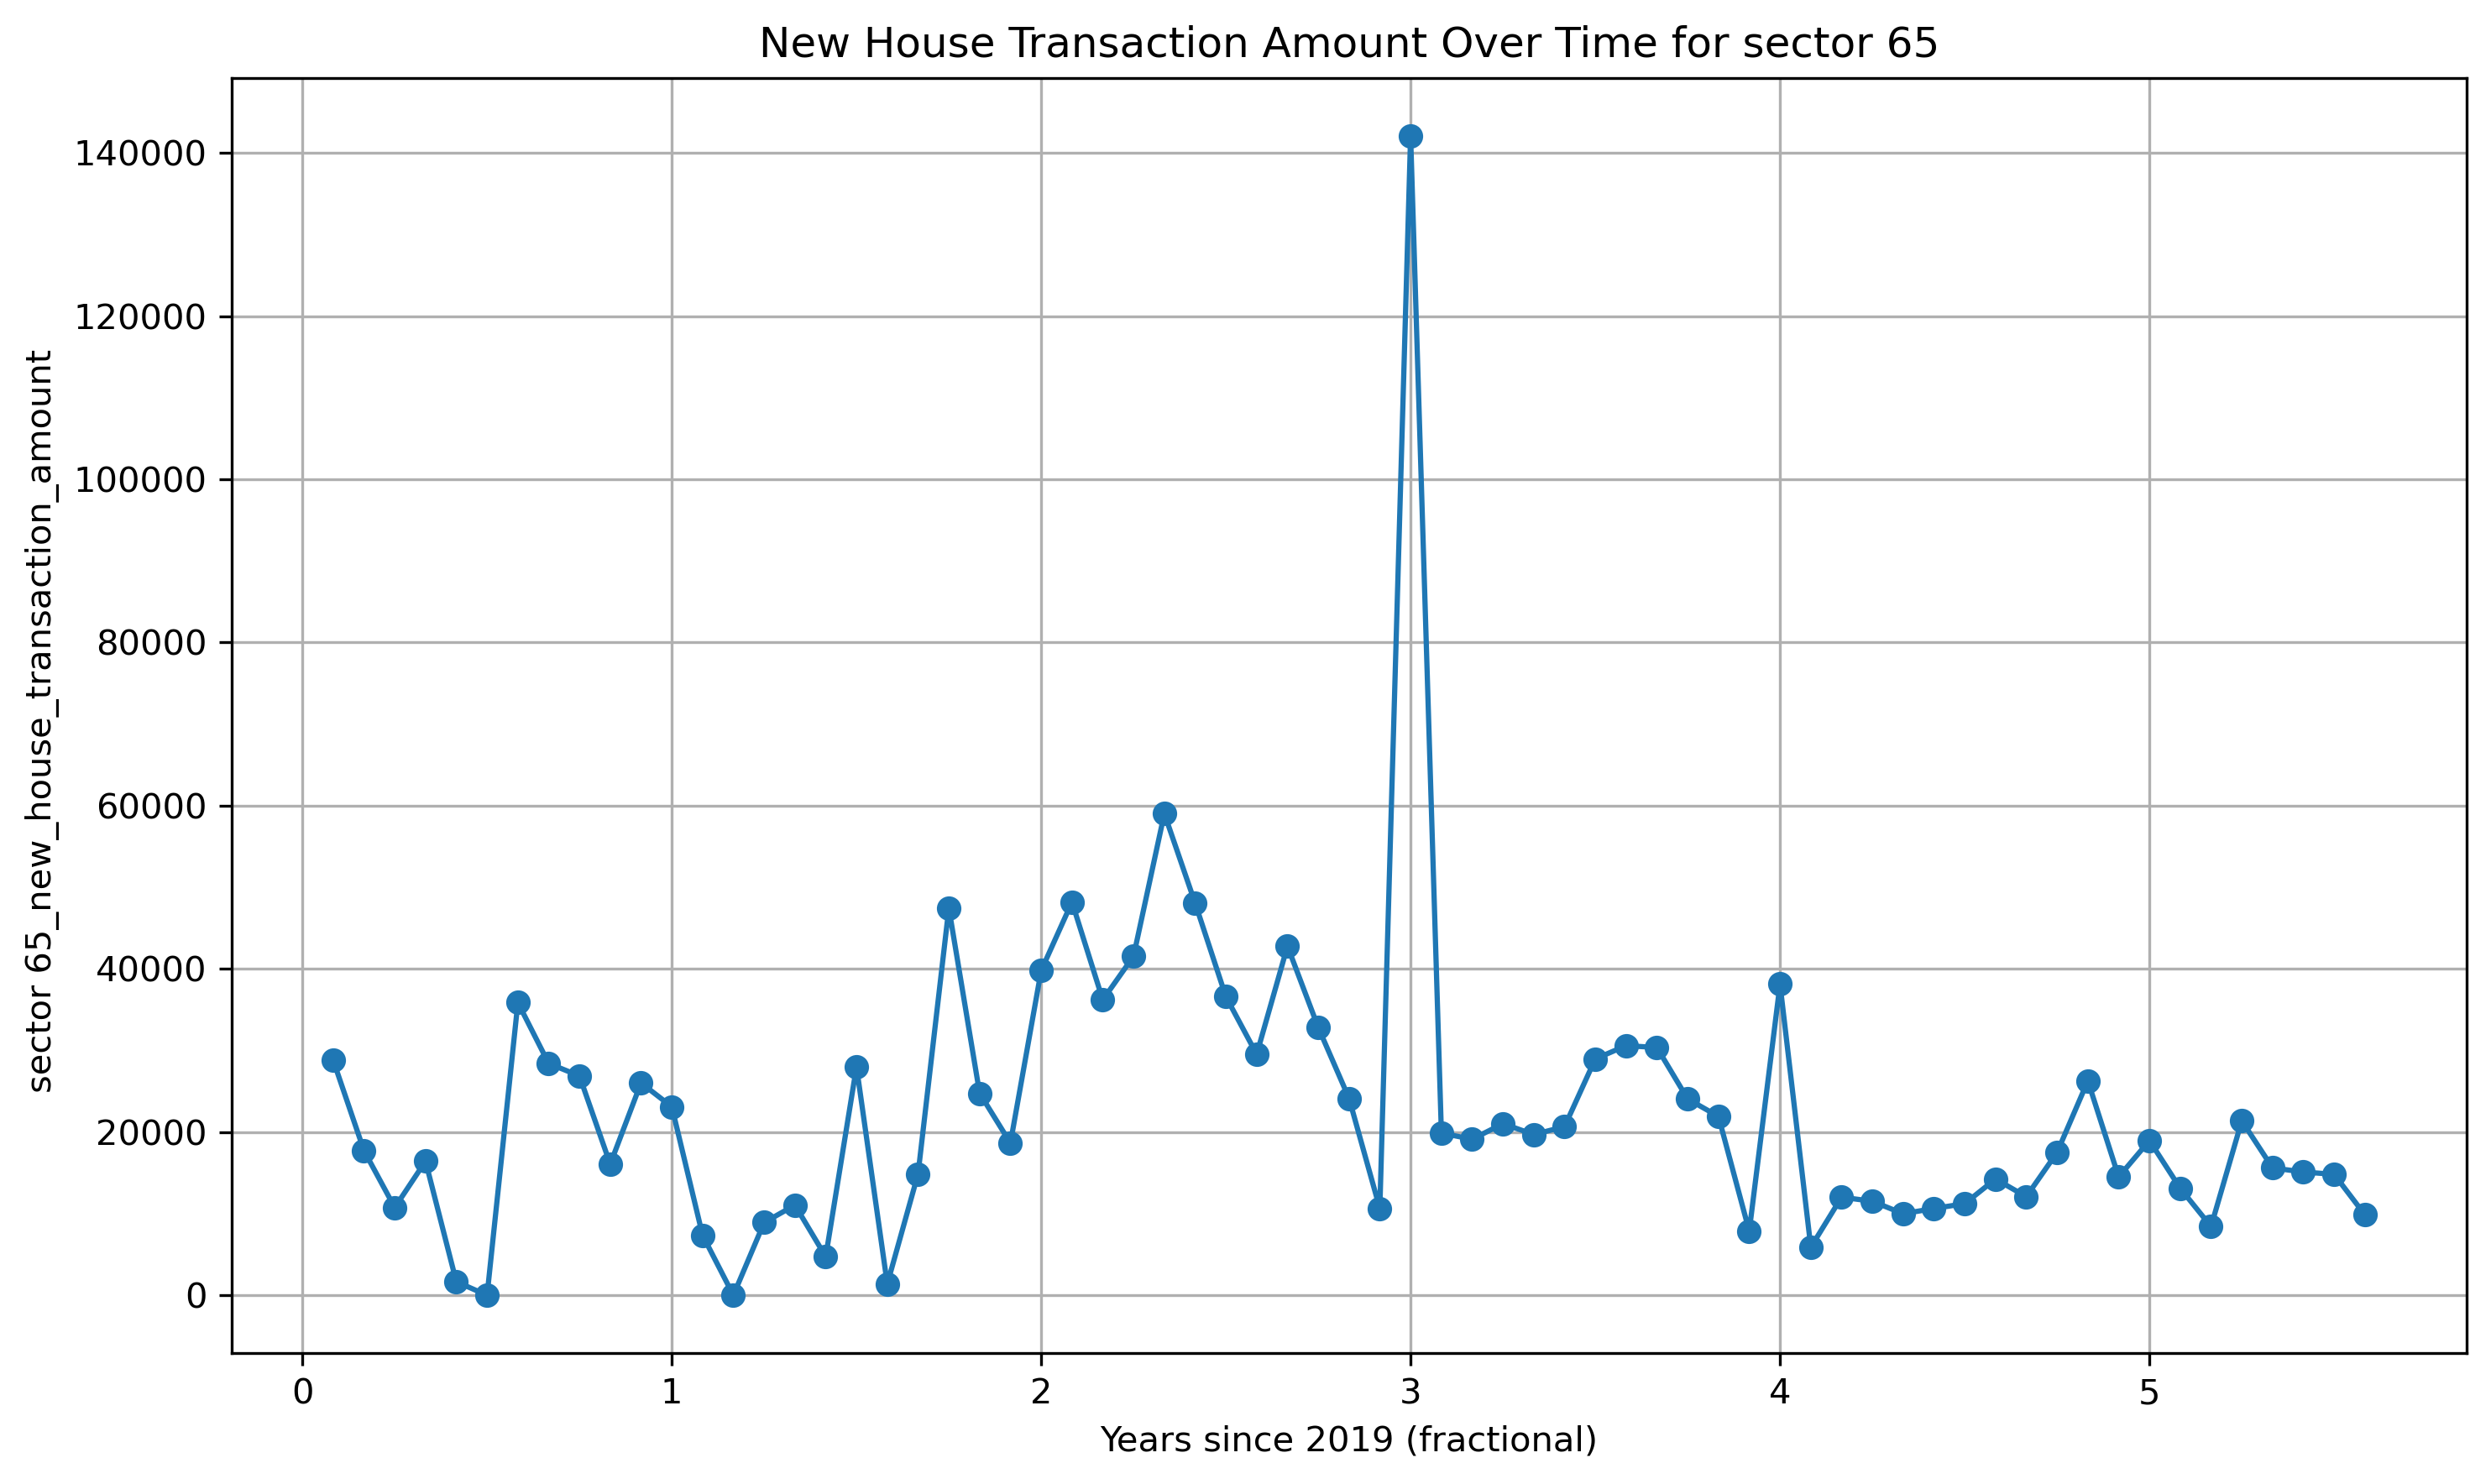 New House Transaction Amount Over Time for sector 65
sector 65_new_house_transaction_amount
140000
120000
100000
80000
60000
40000
20000
0
0 1 2 3 4 5
Years since 2019 (fractional)